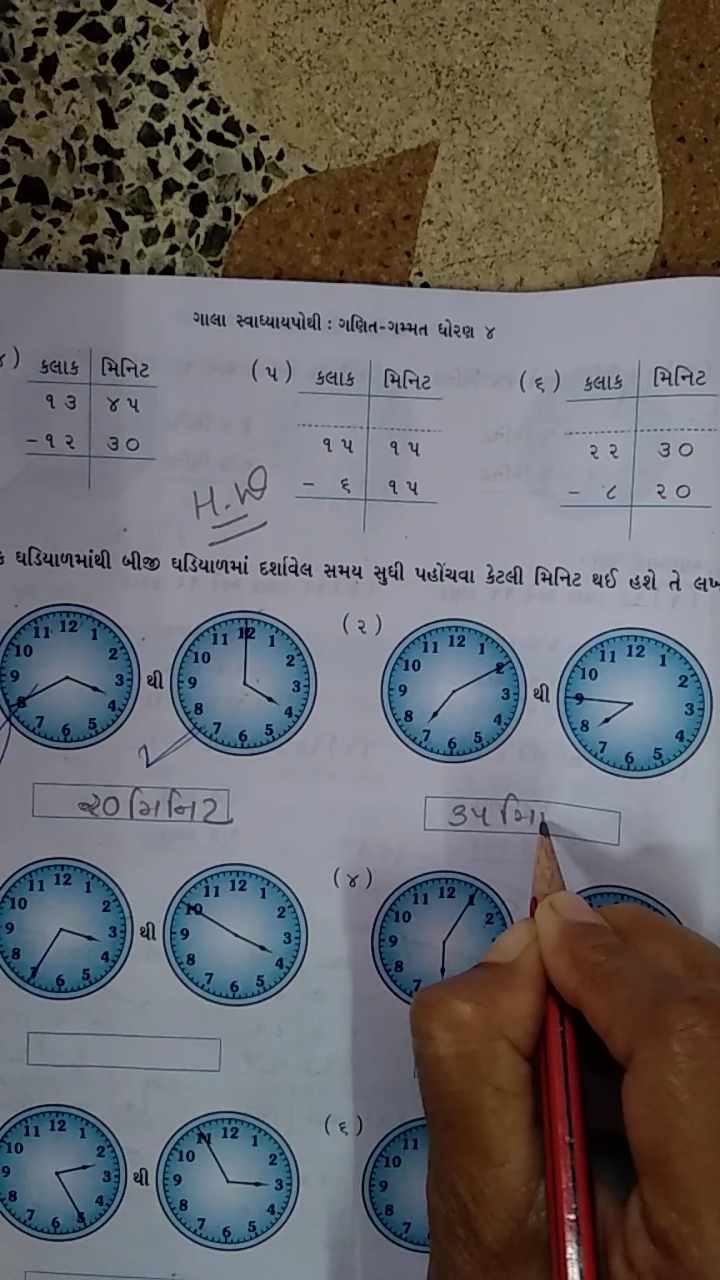 ગાલા સ્વાધ્યાયપોથી : ગણિત-ગમ્મત ધોરણ ૪
કલાક મિનિટ
૧૩ ૪૫
-૧૨ ૩૦
(૫) કલાક મિનિટ
૧૫ ૧૫
- ૬ ૧૫
(૬) કલાક મિનિટ
૨૨ ૩૦
- ૮ ૨૦
H.W
ઘડિયાળમાંથી બીજી ઘડિયાળમાં દર્શાવેલ સમય સુધી પહોંચવા કેટલી મિનિટ થઈ હશે તે
થી
(૨) થી
૨૦ મિનિટ
૩૫ મિ
થી
(૪)
થી
(૬)